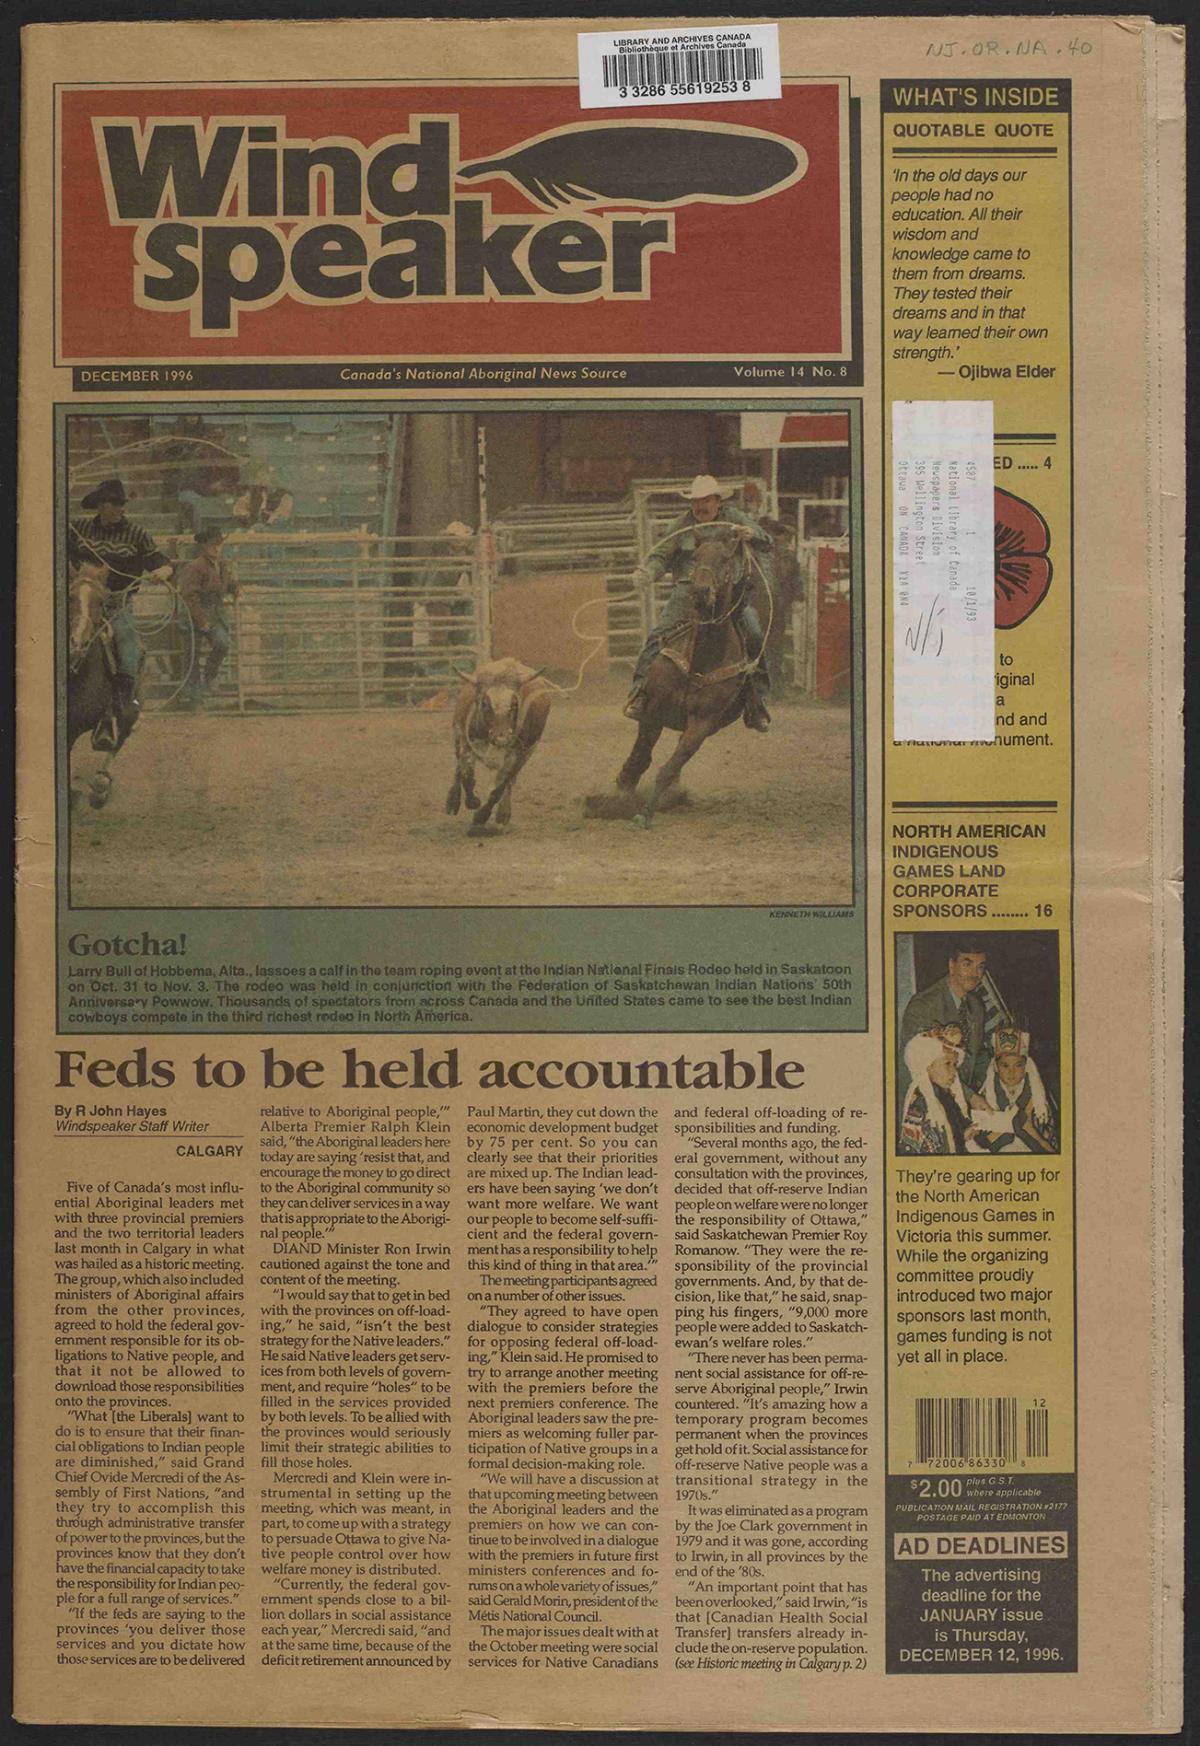 LIBRARY AND ARCHIVES CANADA
Bibliothèque et Archives Canada
3 3286 55619253 8
NJ.OR.NA.40
Wind
speaker
DECEMBER 1996
Canada's National Aboriginal News Source
Volume 14 No. 8
KENNETH WILLIAMS
Gotcha!
Larry Bull of Hobbema, Alta., lassoes a calf in the team roping event at the Indian National Finals Rodeo held in Saskatoon
on Oct. 31 to Nov. 3. The rodeo was held in conjunction with the Federation of Saskatchewan Indian Nations' 50th
Anniversary Powwow. Thousands of spectators from across Canada and the United States came to see the best Indian
cowboys compete in the third richest rodeo in North America.
Feds to be held accountable
By R John Hayes
Windspeaker Staff Writer
CALGARY
Five of Canada's most influ-
ential Aboriginal leaders met
with three provincial premiers
and the two territorial leaders
last month in Calgary in what
was hailed as a historic meeting.
The group, which also included
ministers of Aboriginal affairs
from the other provinces,
agreed to hold the federal gov-
ernment responsible for its ob-
ligations to Native people, and
that it not be allowed to
download those responsibilities
onto the provinces.
"What [the Liberals] want to
do is to ensure that their finan-
cial obligations to Indian people
are diminished," said Grand
Chief Ovide Mercredi of the As-
sembly of First Nations, "and
they try to accomplish this
through administrative transfer
of power to the provinces, but the
provinces know that they don't
have the financial capacity to take
the responsibility for Indian peo-
ple for a full range of services."
"If the feds are saying to the
provinces 'you deliver those
services and you dictate how
those services are to be delivered
relative to Aboriginal people,'"
Alberta Premier Ralph Klein
said, "the Aboriginal leaders here
today are saying 'resist that, and
encourage the money to go direct
to the Aboriginal community so
they can deliver services in a way
that is appropriate to the Aborigi-
nal people.'"
DIAND Minister Ron Irwin
cautioned against the tone and
content of the meeting.
"I would say that to get in bed
with the provinces on off-load-
ing," he said, "isn't the best
strategy for the Native leaders."
He said Native leaders get serv-
ices from both levels of govern-
ment, and require "holes" to be
filled in the services provided
by both levels. To be allied with
the provinces would seriously
limit their strategic abilities to
fill those holes.
Mercredi and Klein were in-
strumental in setting up the
meeting, which was meant, in
part, to come up with a strategy
to persuade Ottawa to give Na-
tive people control over how
welfare money is distributed.
"Currently, the federal gov-
ernment spends close to a bil-
lion dollars in social assistance
each year," Mercredi said, "and
at the same time, because of the
deficit retirement announced by
Paul Martin, they cut down the
economic development budget
by 75 per cent. So you can
clearly see that their priorities
are mixed up. The Indian lead-
ers have been saying 'we don't
want more welfare. We want
our people to become self-suffi-
cient and the federal govern-
ment has a responsibility to help
this kind of thing in that area.'"
The meeting participants agreed
on a number of other issues.
"They agreed to have open
dialogue to consider strategies
for opposing federal off-load-
ing," Klein said. He promised to
try to arrange another meeting
with the premiers before the
next premiers conference. The
Aboriginal leaders saw the pre-
miers as welcoming fuller par-
ticipation of Native groups in a
formal decision-making role.
"We will have a discussion at
that upcoming meeting between
the Aboriginal leaders and the
premiers on how we can con-
tinue to be involved in a dialogue
with the premiers in future first
ministers conferences and fo-
rums on a whole variety of issues,"
said Gerald Morin, president of the
Métis National Council.
The major issues dealt with at
the October meeting were social
services for Native Canadians
and federal off-loading of re-
sponsibilities and funding.
"Several months ago, the fed-
eral government, without any
consultation with the provinces,
decided that off-reserve Indian
people on welfare were no longer
the responsibility of Ottawa,"
said Saskatchewan Premier Roy
Romanow. "They were the re-
sponsibility of the provincial
governments. And, by that de-
cision, like that," he said, snap-
ping his fingers, "9,000 more
people were added to Saskatch-
ewan's welfare roles."
"There never has been perma-
nent social assistance for off-re-
serve Aboriginal people," Irwin
countered. "It's amazing how a
temporary program becomes
permanent when the provinces
get hold of it. Social assistance for
off-reserve Native people was a
transitional strategy in the
1970s."
It was eliminated as a program
by the Joe Clark government in
1979 and it was gone, according
to Irwin, in all provinces by the
end of the '80s.
"An important point that has
been overlooked," said Irwin, "is
that [Canadian Health Social
Transfer] transfers already in-
clude the on-reserve population.
(see Historic meeting in Calgary p. 2)
WHAT'S INSIDE
QUOTABLE QUOTE
'In the old days our
people had no
education. All their
wisdom and
knowledge came to
them from dreams.
They tested their
dreams and in that
way learned their own
strength.'
— Ojibwa Elder
4587 1 10/1/93
National Library of Canada
Newspapers Division
395 Wellington Street
Ottawa ON CANADA K1A 0N4
N/J
ED ..... 4
to
iginal
a
nd and
a national monument.
NORTH AMERICAN
INDIGENOUS
GAMES LAND
CORPORATE
SPONSORS ........ 16
They're gearing up for
the North American
Indigenous Games in
Victoria this summer.
While the organizing
committee proudly
introduced two major
sponsors last month,
games funding is not
yet all in place.
12
7 72006 86330 8
$2.00 plus G.S.T.
where applicable
PUBLICATION MAIL REGISTRATION #2177
POSTAGE PAID AT EDMONTON
AD DEADLINES
The advertising
deadline for the
JANUARY issue
is Thursday,
DECEMBER 12, 1996.